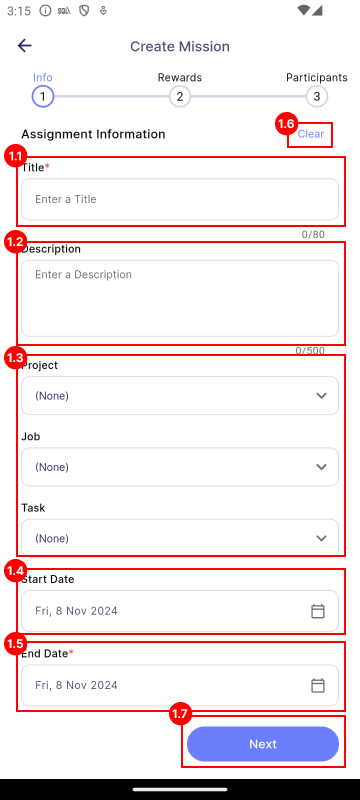 3:15
Create Mission
Info Rewards Participants
1 2 3
1.6
Assignment Information Clear
1.1
Title*
Enter a Title
0/80
1.2
Description
Enter a Description
0/500
1.3
Project
(None)
Job
(None)
Task
(None)
1.4
Start Date
Fri, 8 Nov 2024
1.5
End Date*
Fri, 8 Nov 2024
1.7
Next